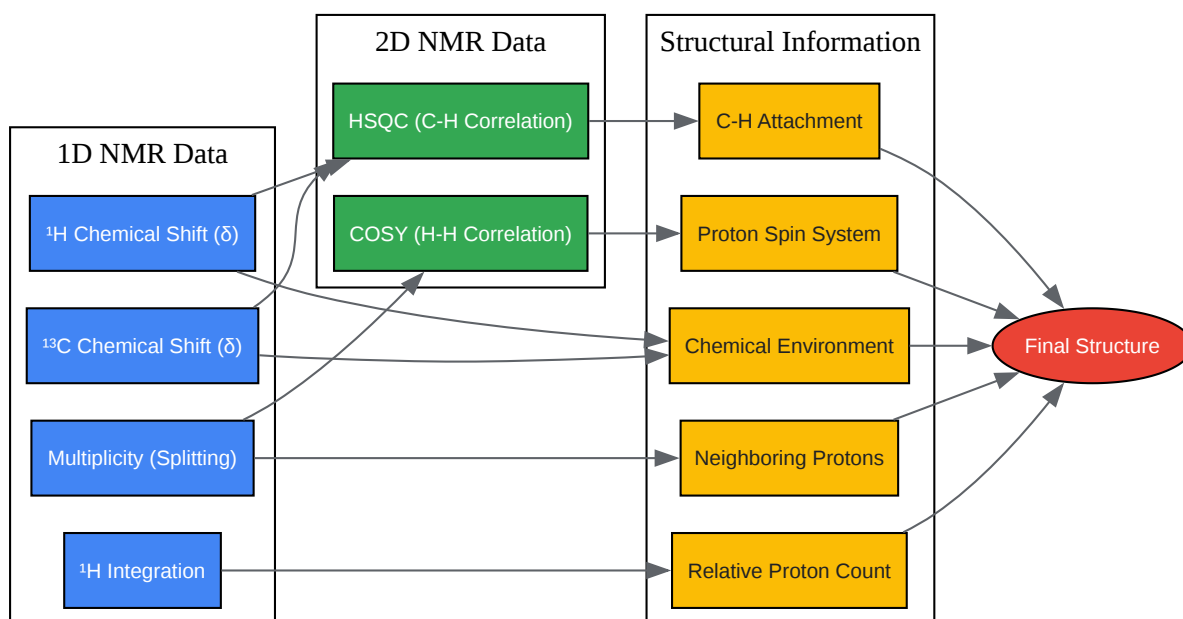 1D NMR Data
¹H Chemical Shift (δ)
¹³C Chemical Shift (δ)
Multiplicity (Splitting)
¹H Integration
2D NMR Data
HSQC (C-H Correlation)
COSY (H-H Correlation)
Structural Information
C-H Attachment
Proton Spin System
Chemical Environment
Neighboring Protons
Relative Proton Count
Final Structure